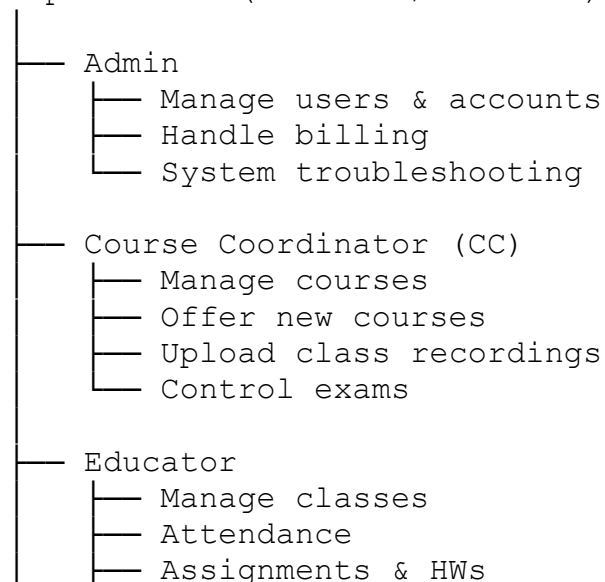 Admin
Manage users & accounts
Handle billing
System troubleshooting
Course Coordinator (CC)
Manage courses
Offer new courses
Upload class recordings
Control exams
Educator
Manage classes
Attendance
Assignments & HWs